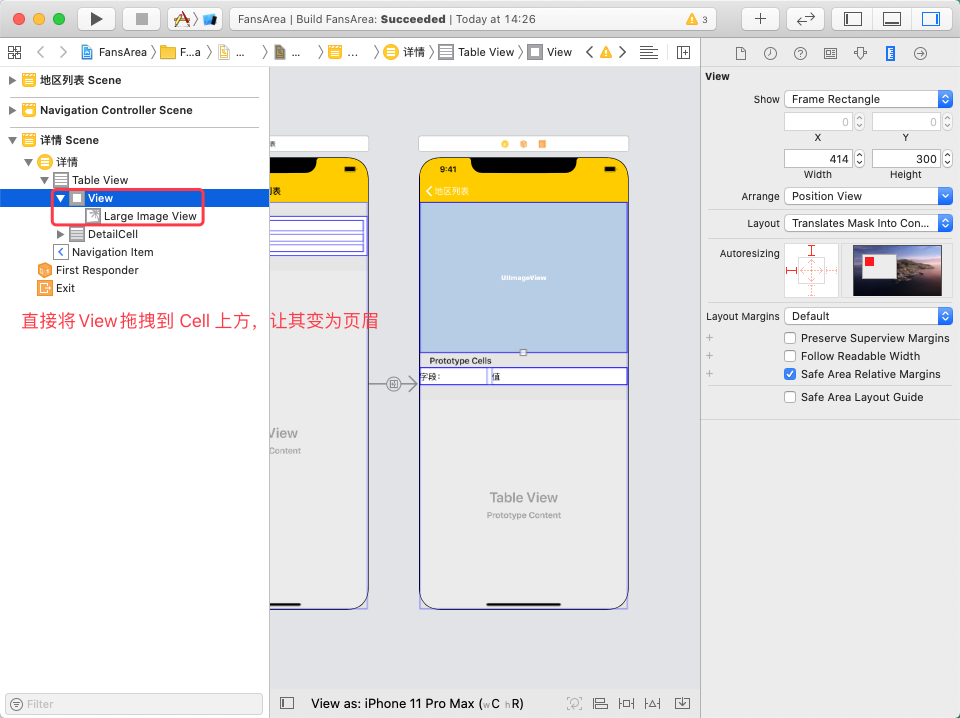 FansArea | Build FansArea: Succeeded | Today at 14:26
3
FansArea
F...a
...
...
详情
Table View
View
View
地区列表 Scene
Navigation Controller Scene
详情 Scene
详情
Table View
View
Large Image View
DetailCell
Navigation Item
First Responder
Exit
直接将 View 拖拽到 Cell 上方，让其变为页眉
Filter
View
Content
9:41
地区列表
UIImageView
Prototype Cells
字段:
值
Table View
Prototype Content
View as: iPhone 11 Pro Max (wC hR)
Show
Frame Rectangle
0
0
X
Y
414
300
Width
Height
Arrange
Position View
Layout
Translates Mask Into Con...
Autoresizing
Layout Margins
Default
Preserve Superview Margins
Follow Readable Width
Safe Area Relative Margins
Safe Area Layout Guide